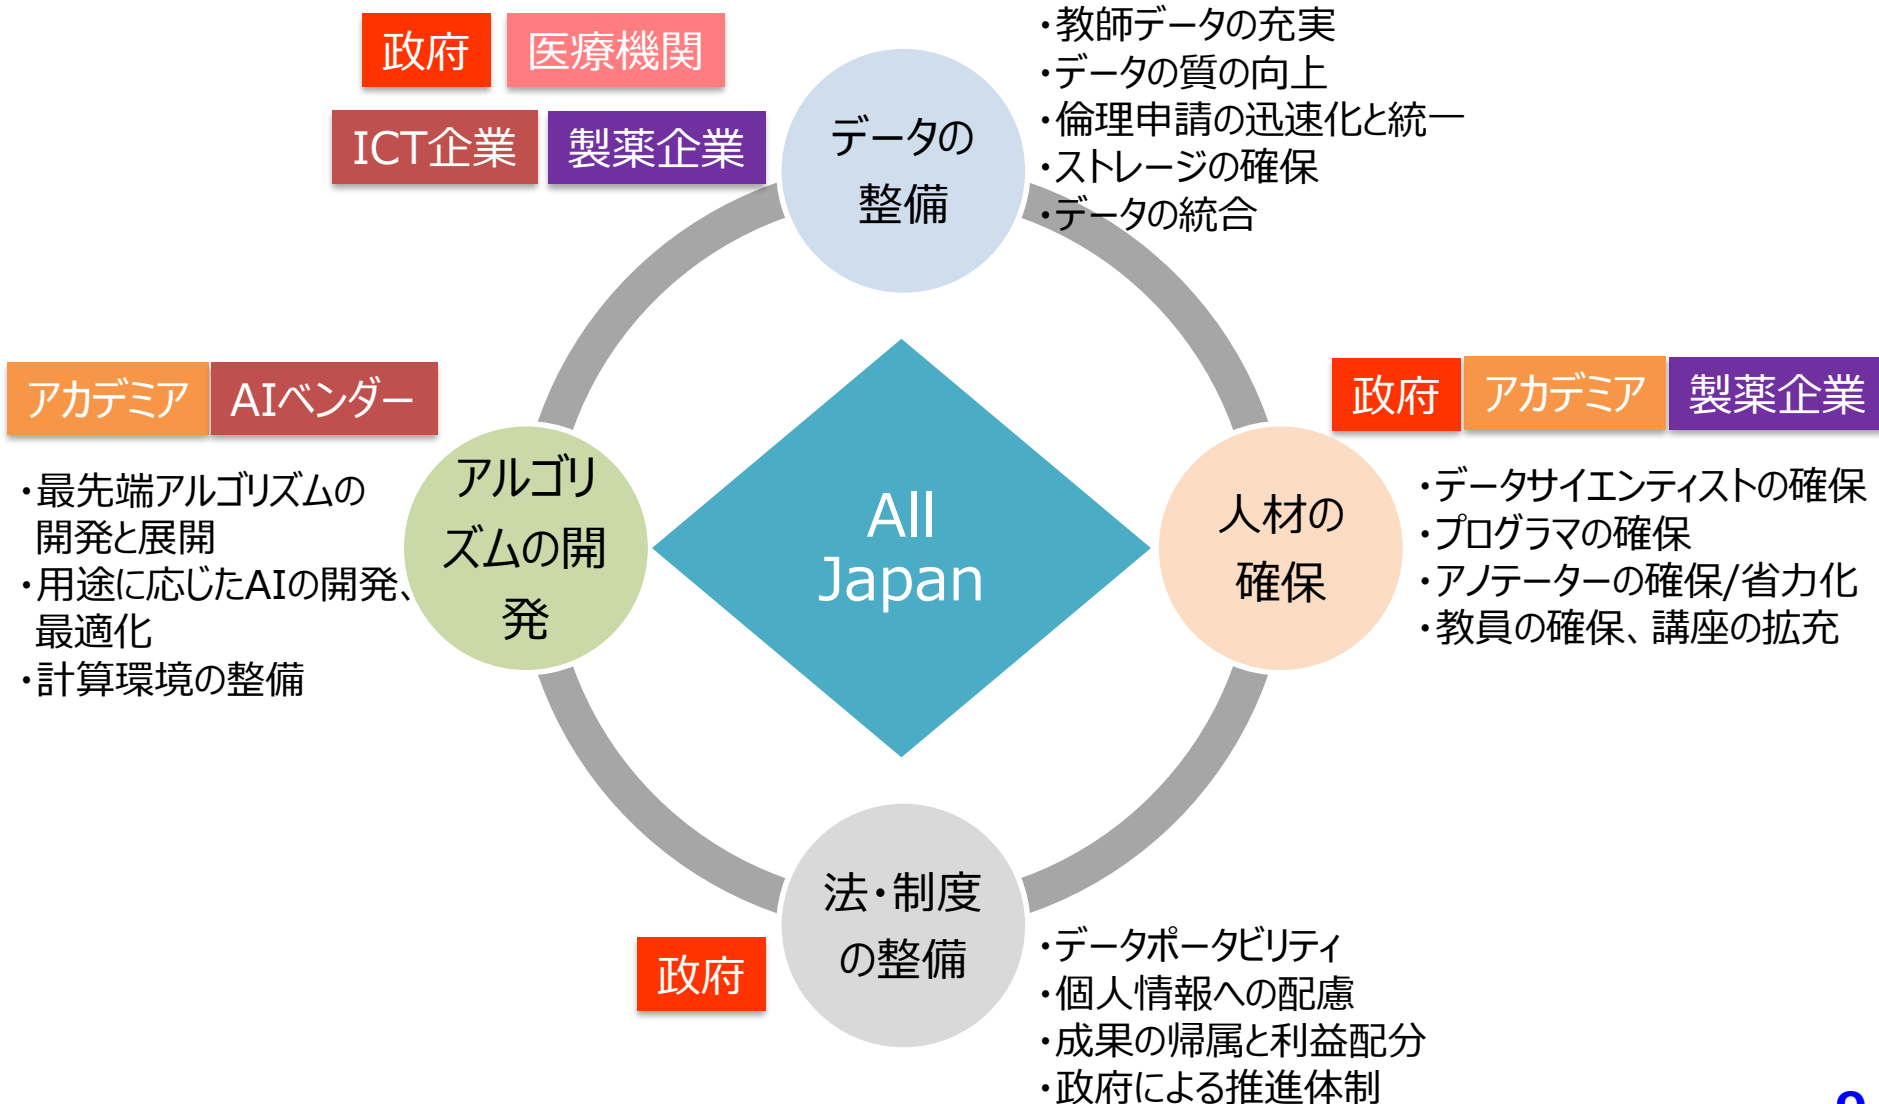 政府 医療機関
ICT企業 製薬企業
データの
整備
・教師データの充実
・データの質の向上
・倫理申請の迅速化と統一
・ストレージの確保
・データの統合
アカデミア AIベンダー
・最先端アルゴリズムの
開発と展開
・用途に応じたAIの開発、
最適化
・計算環境の整備
アルゴリ
ズムの開
発
All
Japan
政府 アカデミア 製薬企業
人材の
確保
・データサイエンティストの確保
・プログラマの確保
・アノテーターの確保/省力化
・教員の確保、講座の拡充
政府
法・制度
の整備
・データポータビリティ
・個人情報への配慮
・成果の帰属と利益配分
・政府による推進体制